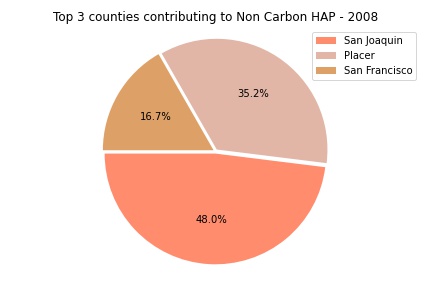 Top 3 counties contributing to Non Carbon HAP - 2008
San Joaquin
Placer
San Francisco
35.2%
16.7%
48.0%